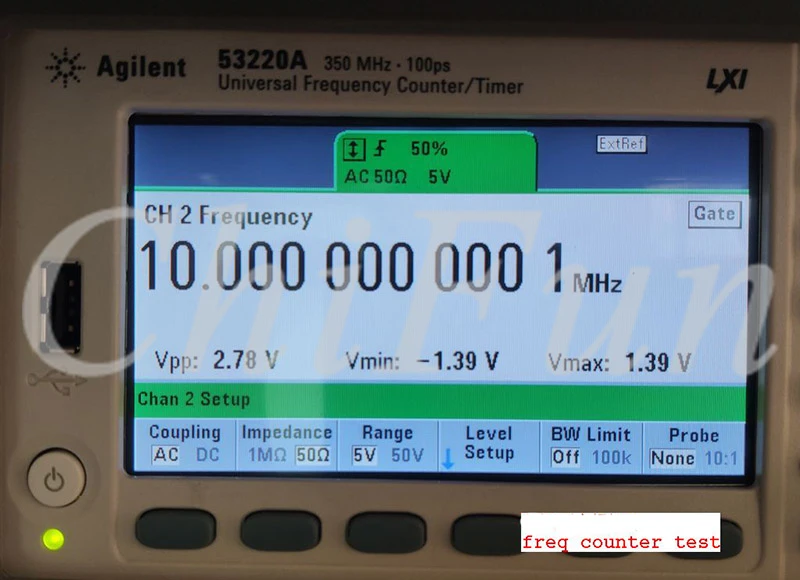 Agilent 53220A 350 MHz · 100ps
Universal Frequency Counter/Timer
LXI
50%
ExtRef
AC 50Ω 5V
CH 2 Frequency
Gate
10.000 000 000 1 MHz
Vpp: 2.78 V Vmin: -1.39 V Vmax: 1.39 V
Chan 2 Setup
Coupling Impedance Range Level Setup BW Limit Probe
AC DC 1MΩ 50Ω 5V 50V Off 100k None 10:1
ChiFun
freq counter test